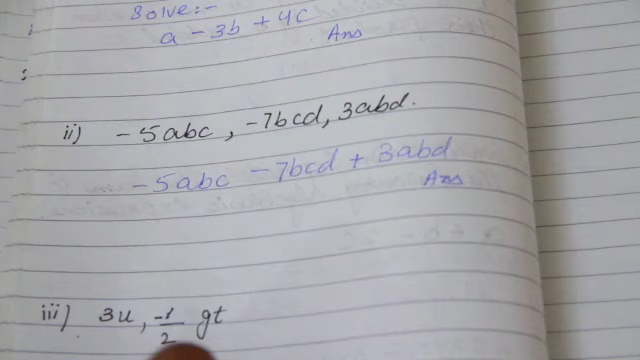 Solve:-
a - 3b + 4c
Ans
ii) - 5abc, -7bcd, 3abd.
-5abc - 7bcd + 3abd
Ans
iii) 3u, -1/2 gt